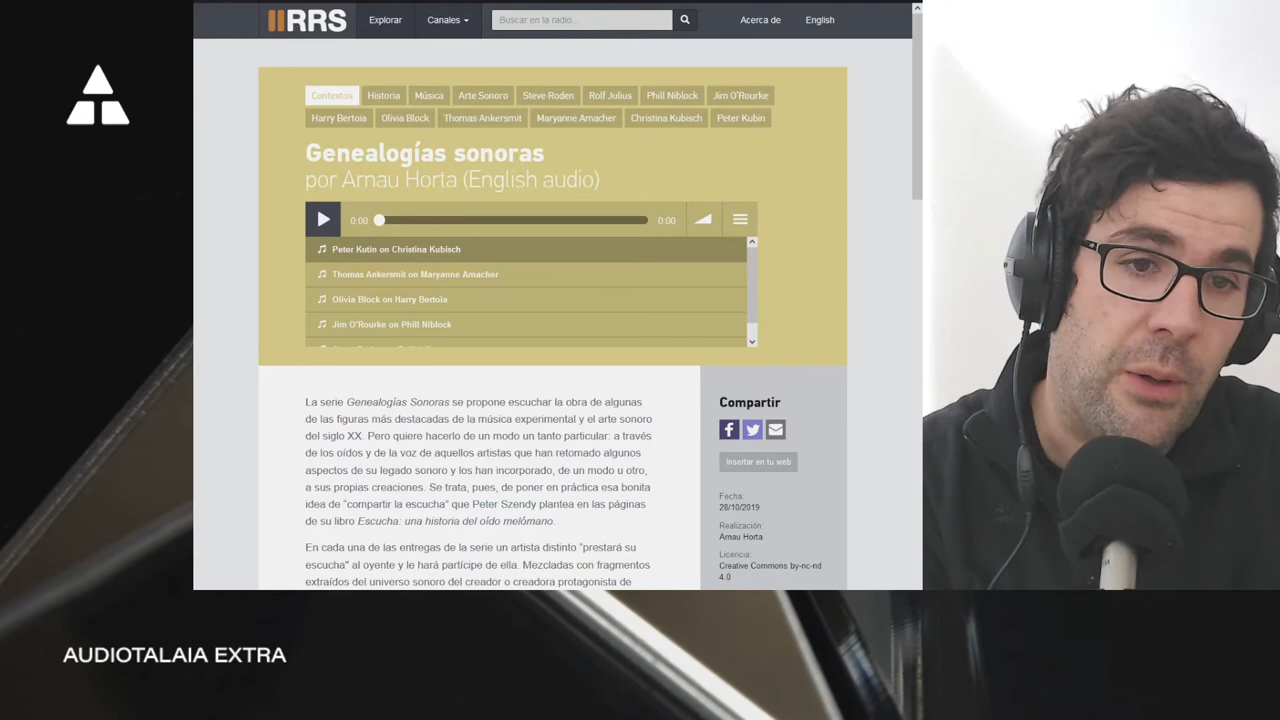 RRS
Explorar
Canales
Buscar en la radio...
Acerca de
English
Contextos Historia Música Arte Sonoro Steve Roden Rolf Julius Phill Niblock Jim O'Rourke
Harry Bertoia Olivia Block Thomas Ankersmit Maryanne Amacher Christina Kubisch Peter Kubin
Genealogías sonoras
por Arnau Horta (English audio)
0:00
0:00
Peter Kutin on Christina Kubisch
Thomas Ankersmit on Maryanne Amacher
Olivia Block on Harry Bertoia
Jim O'Rourke on Phill Niblock
La serie Genealogías Sonoras se propone escuchar la obra de algunas
de las figuras más destacadas de la música experimental y el arte sonoro
del siglo XX. Pero quiere hacerlo de un modo un tanto particular: a través
de los oídos y de la voz de aquellos artistas que han retomado algunos
aspectos de su legado sonoro y los han incorporado, de un modo u otro,
a sus propias creaciones. Se trata, pues, de poner en práctica esa bonita
idea de "compartir la escucha" que Peter Szendy plantea en las páginas
de su libro Escucha: una historia del oído melómano.
En cada una de las entregas de la serie un artista distinto "prestará su
escucha" al oyente y le hará partícipe de ella. Mezcladas con fragmentos
extraídos del universo sonoro del creador o creadora protagonista de
Compartir
Insertar en tu web
Fecha:
28/10/2019
Realización:
Arnau Horta
Licencia:
Creative Commons by-nc-nd
4.0
AUDIOTALAIA EXTRA